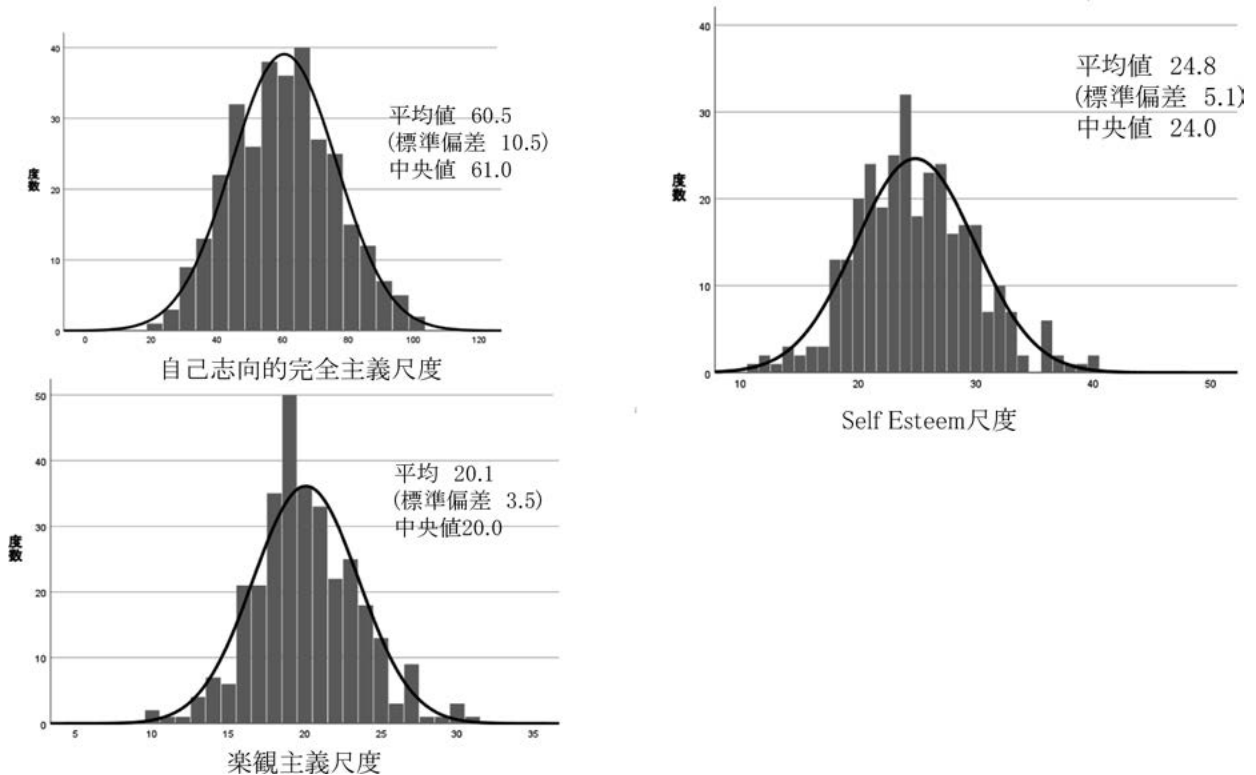 40
30
20
10
0
度数
平均値 60.5
(標準偏差 10.5)
中央値 61.0
0 20 40 60 80 100 120
自己志向的完全主義尺度
40
30
20
10
0
度数
平均値 24.8
(標準偏差 5.1)
中央値 24.0
10 20 30 40 50
Self Esteem尺度
50
40
30
20
10
0
度数
平均 20.1
(標準偏差 3.5)
中央値20.0
5 10 15 20 25 30 35
楽観主義尺度